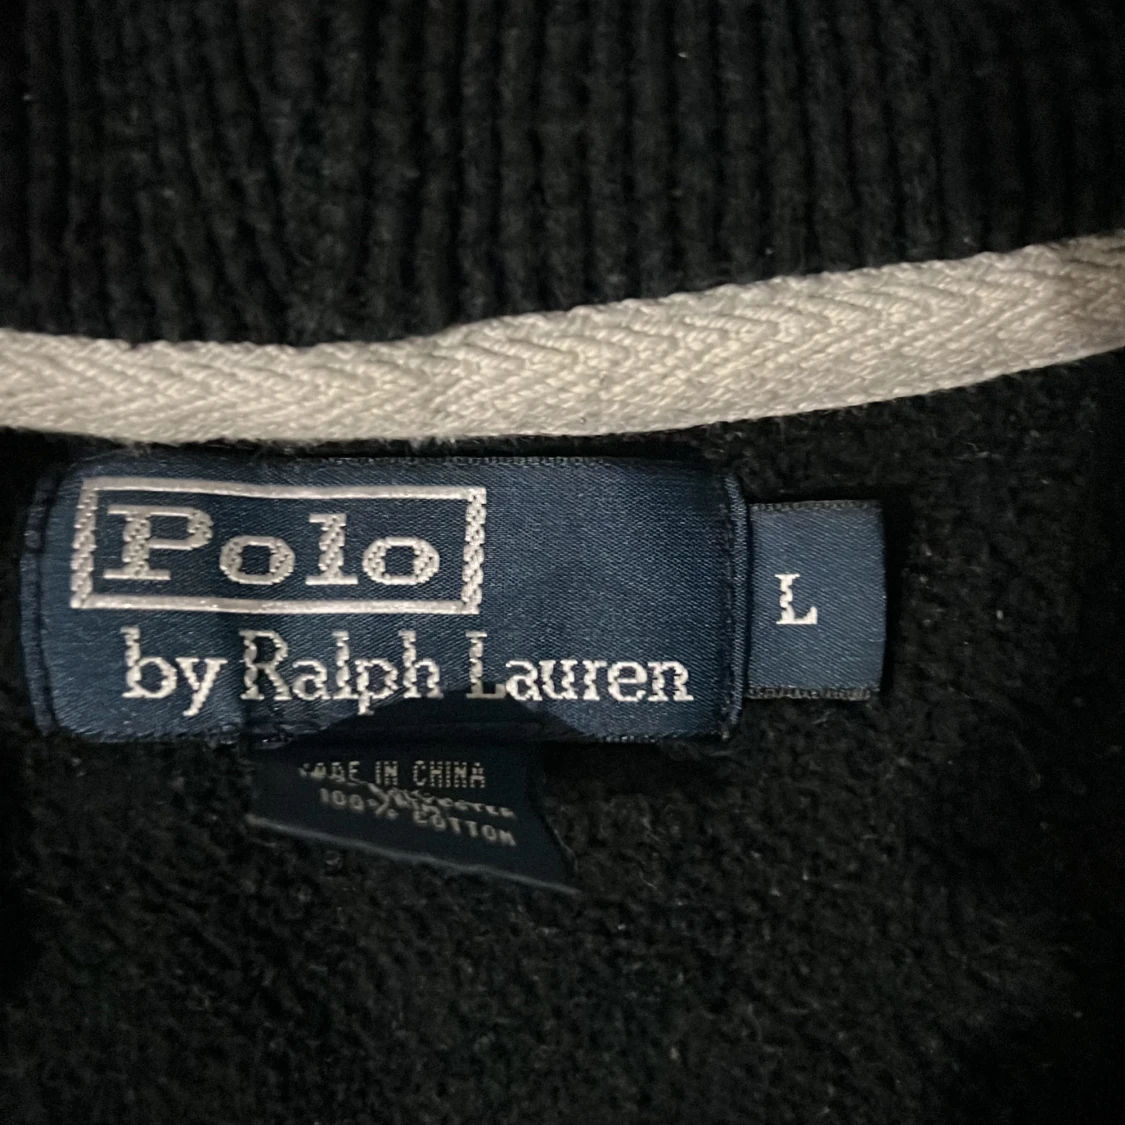 Polo
by Ralph Lauren
L
MADE IN CHINA
100% COTTON